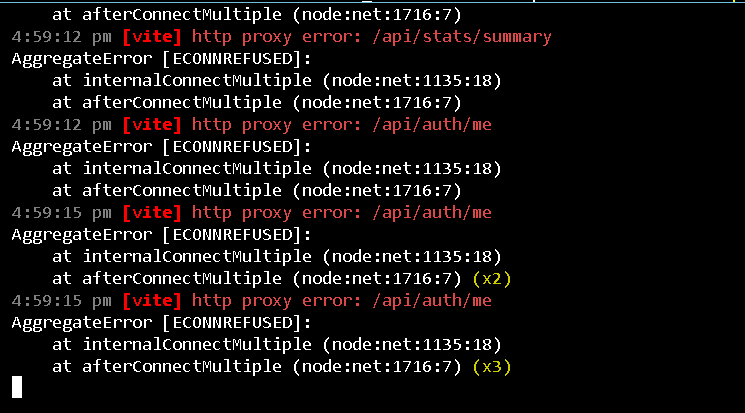 at afterConnectMultiple (node:net:1716:7)
4:59:12 pm [vite] http proxy error: /api/stats/summary
AggregateError [ECONNREFUSED]:
    at internalConnectMultiple (node:net:1135:18)
    at afterConnectMultiple (node:net:1716:7)
4:59:12 pm [vite] http proxy error: /api/auth/me
AggregateError [ECONNREFUSED]:
    at internalConnectMultiple (node:net:1135:18)
    at afterConnectMultiple (node:net:1716:7)
4:59:15 pm [vite] http proxy error: /api/auth/me
AggregateError [ECONNREFUSED]:
    at internalConnectMultiple (node:net:1135:18)
    at afterConnectMultiple (node:net:1716:7) (x2)
4:59:15 pm [vite] http proxy error: /api/auth/me
AggregateError [ECONNREFUSED]:
    at internalConnectMultiple (node:net:1135:18)
    at afterConnectMultiple (node:net:1716:7) (x3)